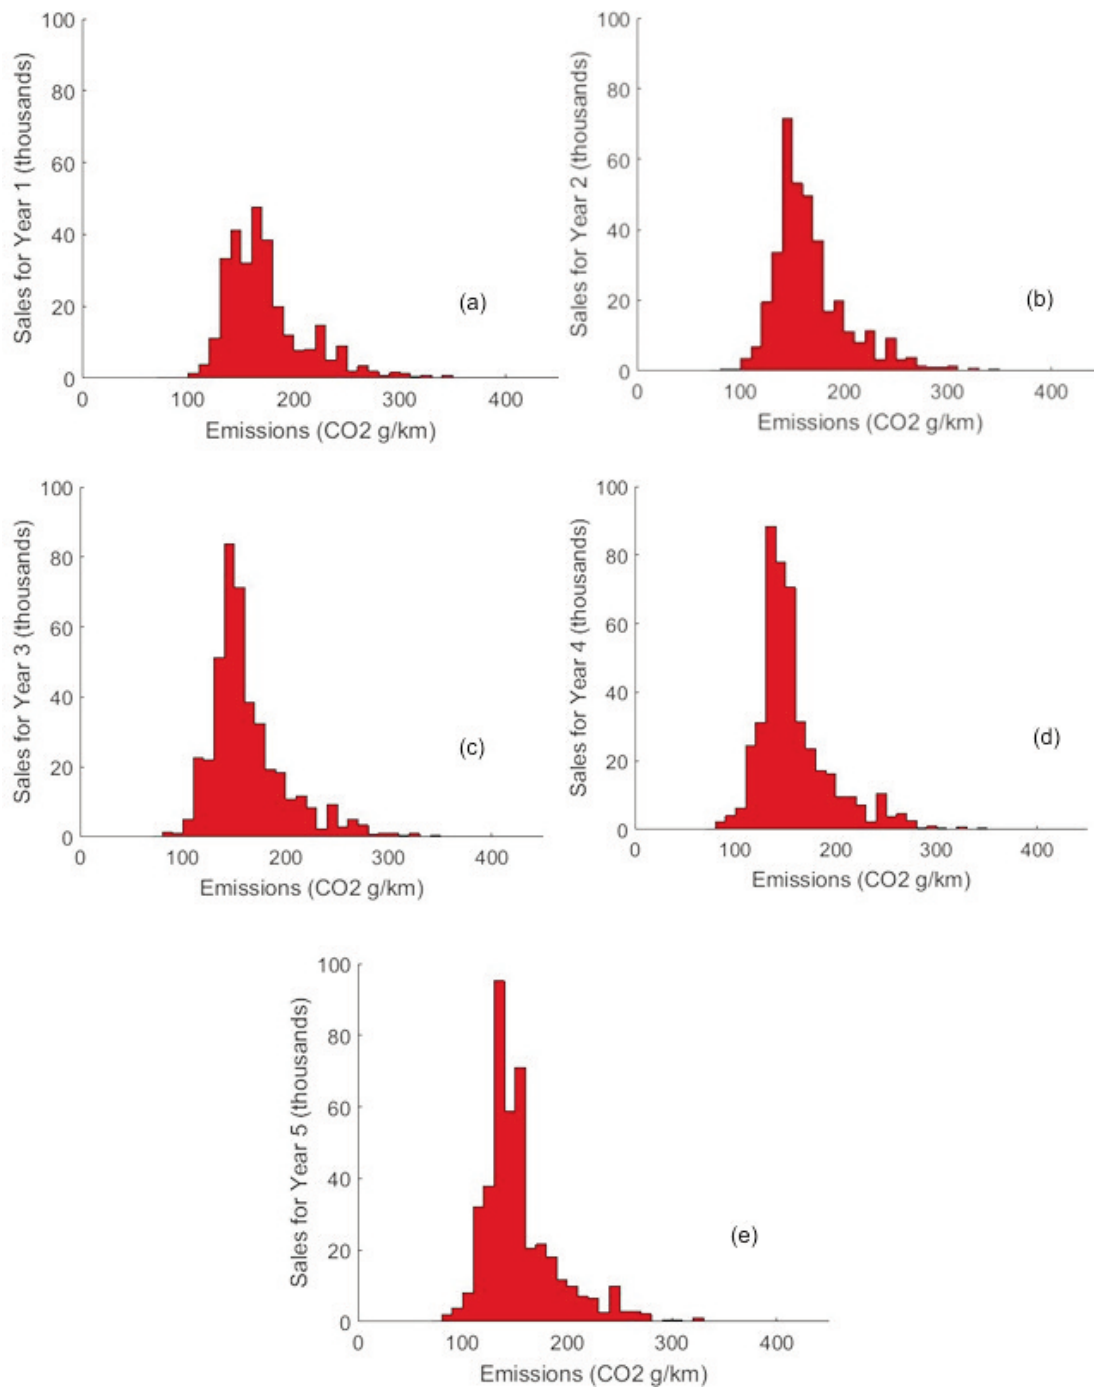 Sales for Year 1 (thousands)
100
80
60
40
20
0
(a)
0 100 200 300 400
Emissions (CO2 g/km)
Sales for Year 2 (thousands)
100
80
60
40
20
0
(b)
0 100 200 300 400
Emissions (CO2 g/km)
Sales for Year 3 (thousands)
100
80
60
40
20
0
(c)
0 100 200 300 400
Emissions (CO2 g/km)
Sales for Year 4 (thousands)
100
80
60
40
20
0
(d)
0 100 200 300 400
Emissions (CO2 g/km)
Sales for Year 5 (thousands)
100
80
60
40
20
0
(e)
0 100 200 300 400
Emissions (CO2 g/km)